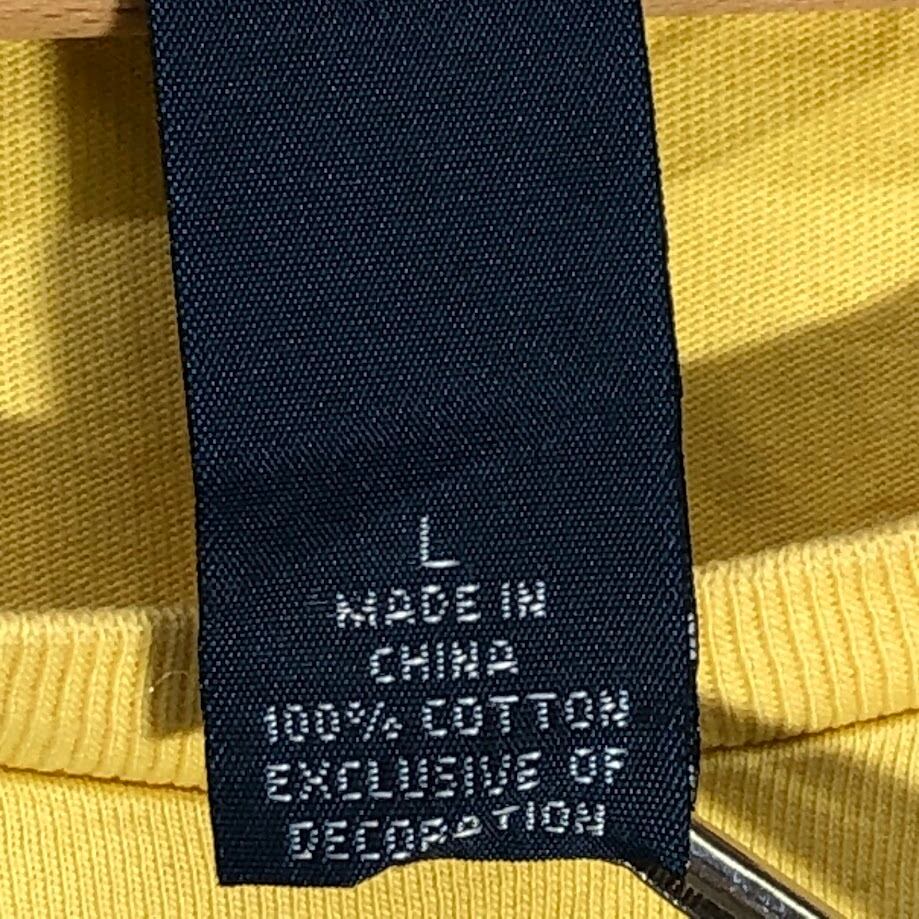 L
MADE IN
CHINA
100% COTTON
EXCLUSIVE OF
DECORATION